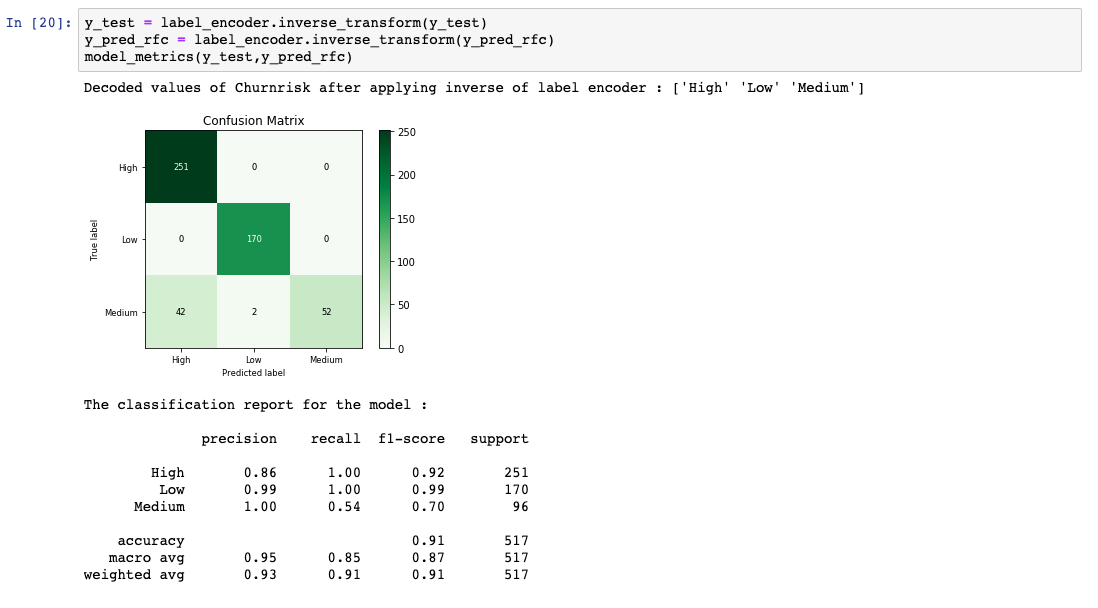 In [20]: y_test = label_encoder.inverse_transform(y_test)
y_pred_rfc = label_encoder.inverse_transform(y_pred_rfc)
model_metrics(y_test,y_pred_rfc)
Decoded values of Churnrisk after applying inverse of label encoder : ['High' 'Low' 'Medium']
Confusion Matrix
True label
High 251 0 0
Low 0 170 0
Medium 42 2 52
High Low Medium
Predicted label
250
200
150
100
50
0
The classification report for the model :
precision recall f1-score support
High 0.86 1.00 0.92 251
Low 0.99 1.00 0.99 170
Medium 1.00 0.54 0.70 96
accuracy 0.91 517
macro avg 0.95 0.85 0.87 517
weighted avg 0.93 0.91 0.91 517